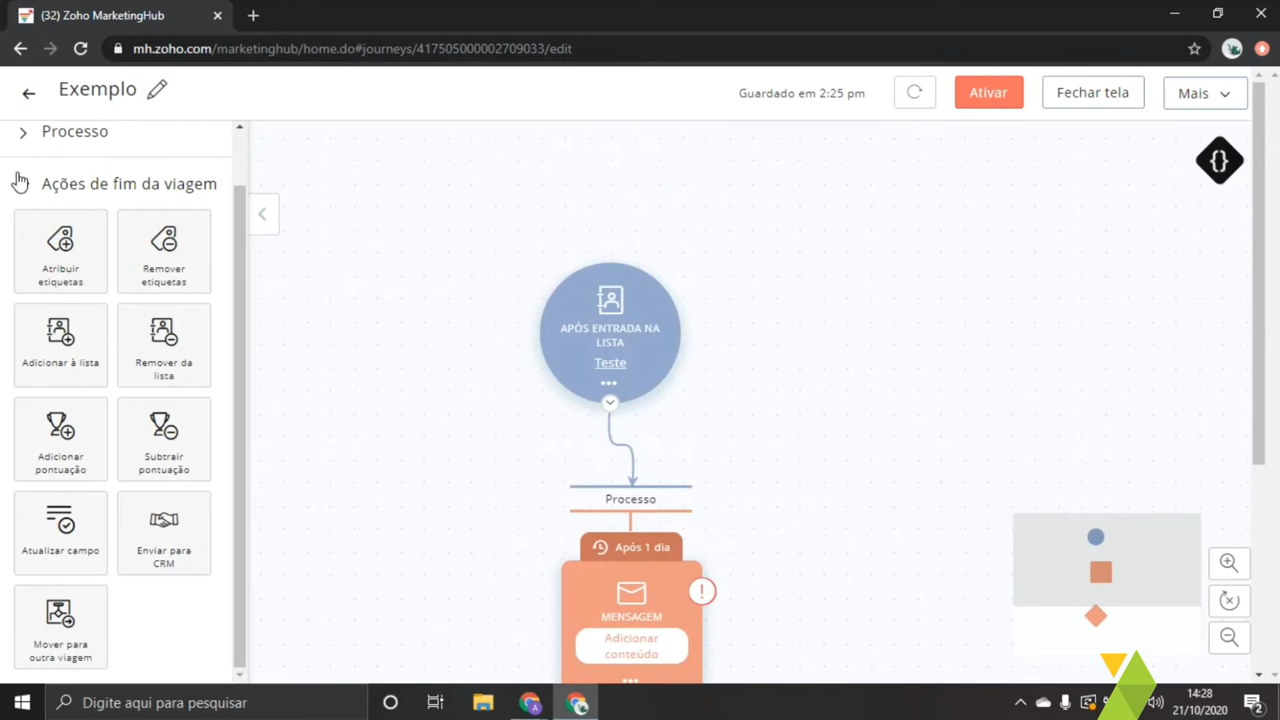 (32) Zoho MarketingHub
mh.zoho.com/marketinghub/home.do#journeys/417505000002709033/edit
Exemplo
Guardado em 2:25 pm
Ativar
Fechar tela
Mais
Processo
Ações de fim da viagem
Atribuir
etiquetas
Remover
etiquetas
Adicionar à lista
Remover da
lista
Adicionar
pontuação
Subtrair
pontuação
Atualizar campo
Enviar para
CRM
Mover para
outra viagem
APÓS ENTRADA NA
LISTA
Teste
Processo
Após 1 dia
MENSAGEM
Adicionar
conteúdo
{}
Digite aqui para pesquisar
14:28
21/10/2020
2